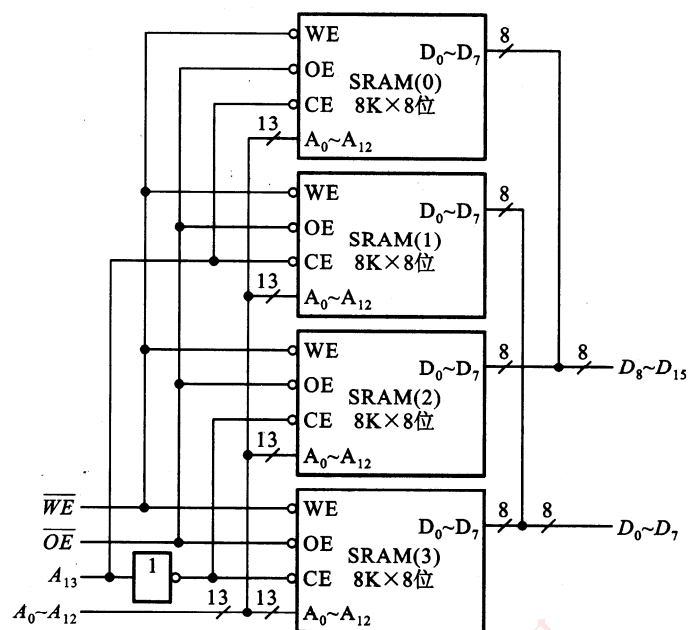 WE
D₀~D₇
8
OE
SRAM(0)
CE
8K×8位
13
A₀~A₁₂
WE
D₀~D₇
8
OE
SRAM(1)
CE
8K×8位
13
A₀~A₁₂
WE
D₀~D₇
8
8
D₈~D₁₅
OE
SRAM(2)
CE
8K×8位
13
A₀~A₁₂
W̅E̅
WE
D₀~D₇
8
8
D₀~D₇
O̅E̅
OE
SRAM(3)
A₁₃
1
CE
8K×8位
A₀~A₁₂
13
13
A₀~A₁₂